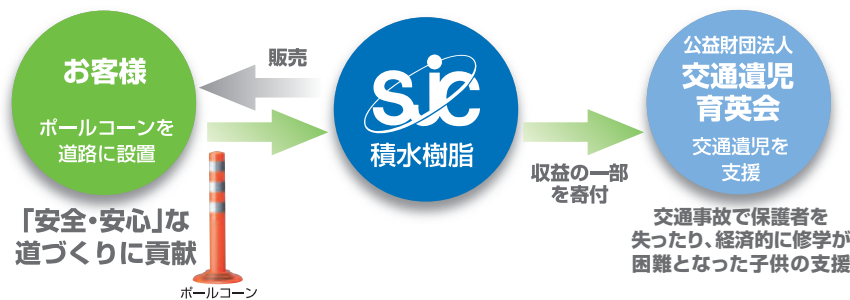 お客様
ポールコーンを
道路に設置
「安全・安心」な
道づくりに貢献
ポールコーン
販売
sjc
積水樹脂
収益の一部
を寄付
公益財団法人
交通遺児
育英会
交通遺児を
支援
交通事故で保護者を
失ったり、経済的に修学が
困難となった子供の支援